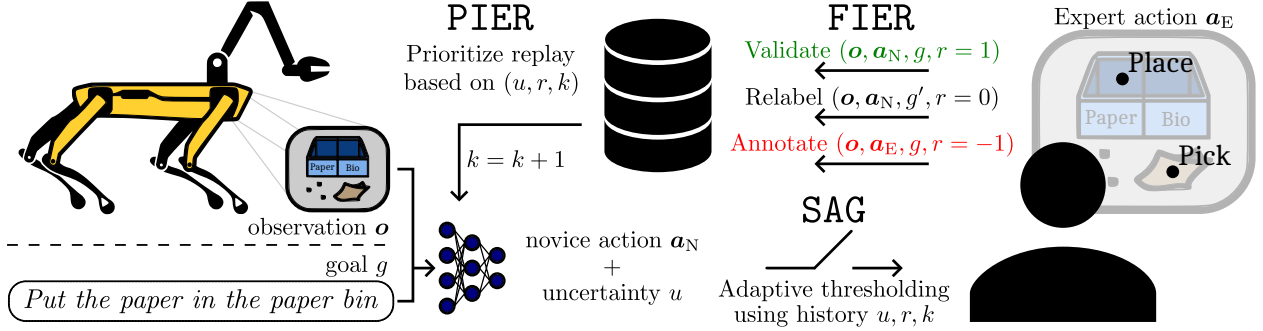 PIER
Prioritize replay
based on (u, r, k)
k = k + 1
FIER
Validate (o, a_N, g, r = 1)
Relabel (o, a_N, g′, r = 0)
Annotate (o, a_E, g, r = −1)
Expert action a_E
Place
Paper Bio
Pick
Paper Bio
observation o
goal g
Put the paper in the paper bin
novice action a_N
+
uncertainty u
SAG
Adaptive thresholding
using history u, r, k